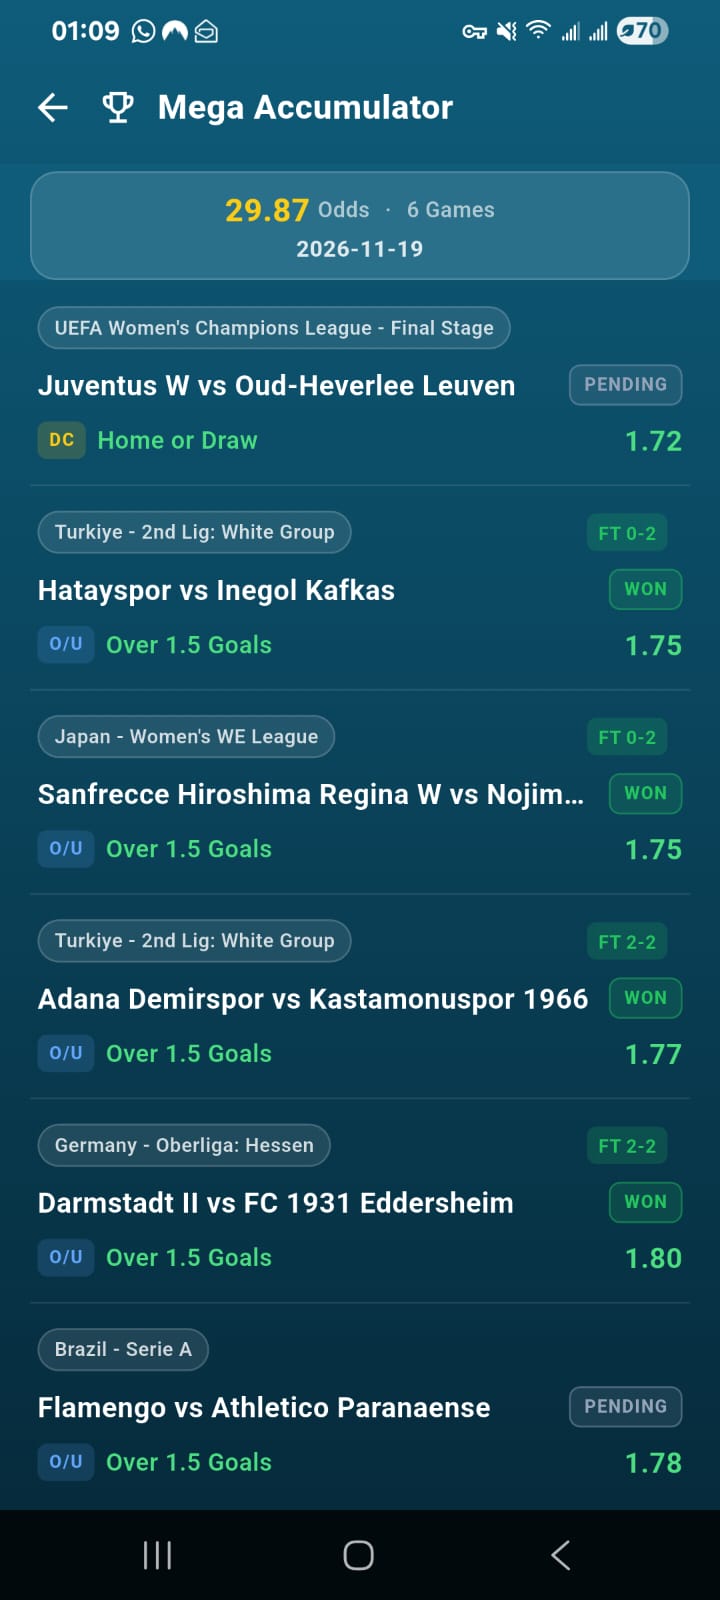 01:09
70
Mega Accumulator
29.87 Odds · 6 Games
2026-11-19
UEFA Women's Champions League - Final Stage
Juventus W vs Oud-Heverlee Leuven PENDING
DC Home or Draw 1.72
Turkiye - 2nd Lig: White Group FT 0-2
Hatayspor vs Inegol Kafkas WON
O/U Over 1.5 Goals 1.75
Japan - Women's WE League FT 0-2
Sanfrecce Hiroshima Regina W vs Nojim... WON
O/U Over 1.5 Goals 1.75
Turkiye - 2nd Lig: White Group FT 2-2
Adana Demirspor vs Kastamonuspor 1966 WON
O/U Over 1.5 Goals 1.77
Germany - Oberliga: Hessen FT 2-2
Darmstadt II vs FC 1931 Eddersheim WON
O/U Over 1.5 Goals 1.80
Brazil - Serie A
Flamengo vs Athletico Paranaense PENDING
O/U Over 1.5 Goals 1.78